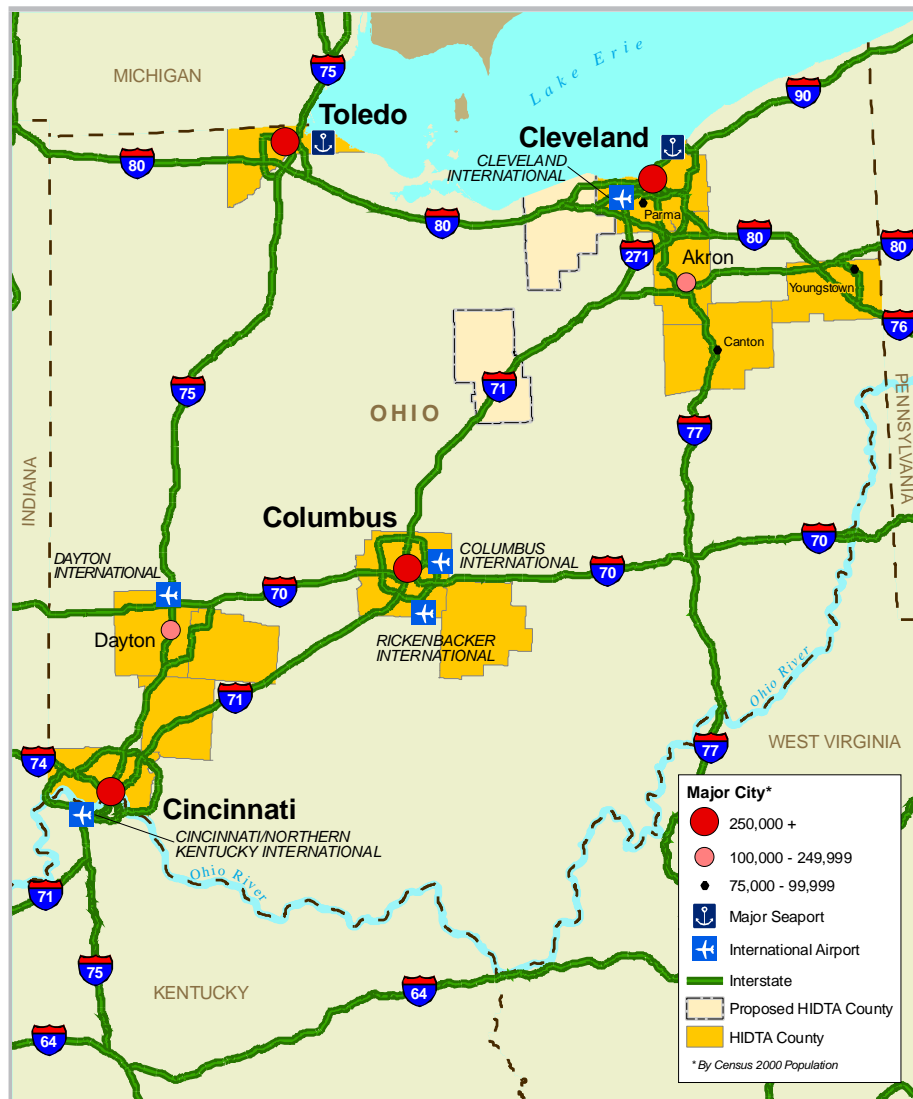 MICHIGAN
75
Lake Erie
90
Toledo
Cleveland
CLEVELAND
INTERNATIONAL
80
Parma
80
271
80
80
Akron
Youngstown
76
Canton
75
71
OHIO
77
INDIANA
PENNSYLVANIA
Columbus
70
COLUMBUS
INTERNATIONAL
DAYTON
INTERNATIONAL
70
70
Dayton
RICKENBACKER
INTERNATIONAL
Ohio River
71
74
77
WEST VIRGINIA
Cincinnati
CINCINNATI/NORTHERN
KENTUCKY INTERNATIONAL
Ohio River
71
75
KENTUCKY
64
64
Major City*
250,000 +
100,000 - 249,999
75,000 - 99,999
Major Seaport
International Airport
Interstate
Proposed HIDTA County
HIDTA County
* By Census 2000 Population